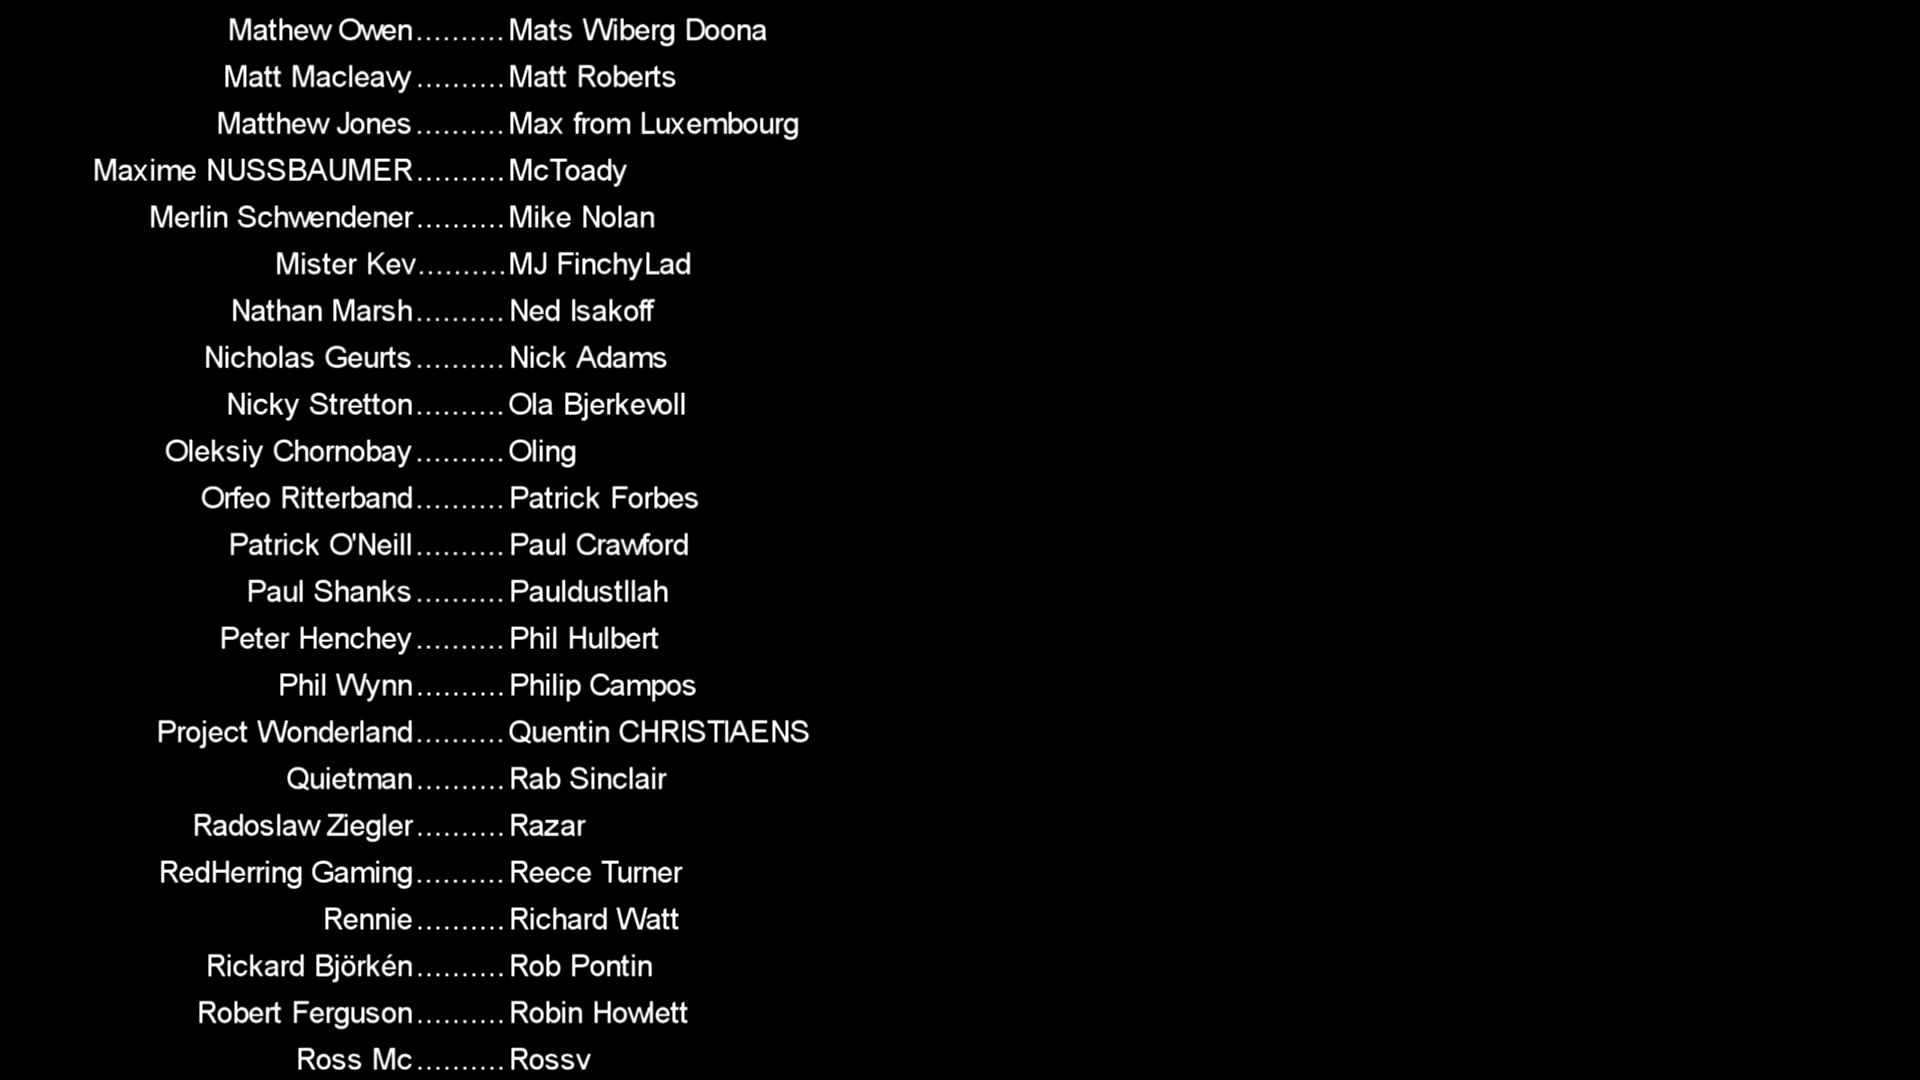 Mathew Owen..........Mats Wiberg Doona
Matt Macleavy..........Matt Roberts
Matthew Jones..........Max from Luxembourg
Maxime NUSSBAUMER..........McToady
Merlin Schwendener..........Mike Nolan
Mister Kev..........MJ FinchyLad
Nathan Marsh..........Ned Isakoff
Nicholas Geurts..........Nick Adams
Nicky Stretton..........Ola Bjerkevoll
Oleksiy Chornobay..........Oling
Orfeo Ritterband..........Patrick Forbes
Patrick O'Neill..........Paul Crawford
Paul Shanks..........Pauldustllah
Peter Henchey..........Phil Hulbert
Phil Wynn..........Philip Campos
Project Wonderland..........Quentin CHRISTIAENS
Quietman..........Rab Sinclair
Radoslaw Ziegler..........Razar
RedHerring Gaming..........Reece Turner
Rennie..........Richard Watt
Rickard Björkén..........Rob Pontin
Robert Ferguson..........Robin Howlett
Ross Mc..........Rossv